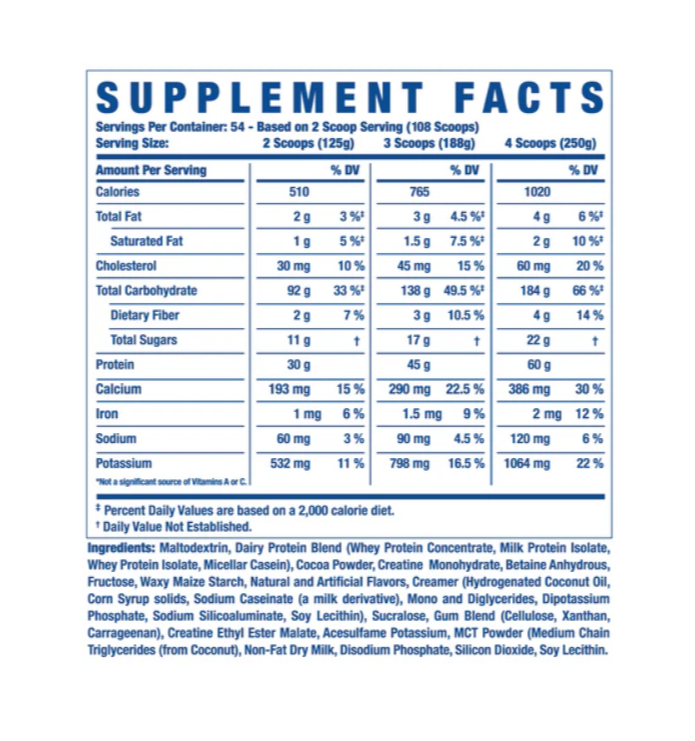 SUPPLEMENT FACTS
Servings Per Container: 54 - Based on 2 Scoop Serving (108 Scoops)
Serving Size: 2 Scoops (125g) 3 Scoops (188g) 4 Scoops (250g)
Amount Per Serving % DV % DV % DV
Calories 510 765 1020
Total Fat 2 g 3 %‡ 3 g 4.5 %‡ 4 g 6 %‡
Saturated Fat 1 g 5 %‡ 1.5 g 7.5 %‡ 2 g 10 %‡
Cholesterol 30 mg 10 % 45 mg 15 % 60 mg 20 %
Total Carbohydrate 92 g 33 %‡ 138 g 49.5 %‡ 184 g 66 %‡
Dietary Fiber 2 g 7 % 3 g 10.5 % 4 g 14 %
Total Sugars 11 g † 17 g † 22 g †
Protein 30 g 45 g 60 g
Calcium 193 mg 15 % 290 mg 22.5 % 386 mg 30 %
Iron 1 mg 6 % 1.5 mg 9 % 2 mg 12 %
Sodium 60 mg 3 % 90 mg 4.5 % 120 mg 6 %
Potassium 532 mg 11 % 798 mg 16.5 % 1064 mg 22 %
*Not a significant source of Vitamins A or C.
‡ Percent Daily Values are based on a 2,000 calorie diet.
† Daily Value Not Established.
Ingredients: Maltodextrin, Dairy Protein Blend (Whey Protein Concentrate, Milk Protein Isolate,
Whey Protein Isolate, Micellar Casein), Cocoa Powder, Creatine Monohydrate, Betaine Anhydrous,
Fructose, Waxy Maize Starch, Natural and Artificial Flavors, Creamer (Hydrogenated Coconut Oil,
Corn Syrup solids, Sodium Caseinate (a milk derivative), Mono and Diglycerides, Dipotassium
Phosphate, Sodium Silicoaluminate, Soy Lecithin), Sucralose, Gum Blend (Cellulose, Xanthan,
Carrageenan), Creatine Ethyl Ester Malate, Acesulfame Potassium, MCT Powder (Medium Chain
Triglycerides (from Coconut), Non-Fat Dry Milk, Disodium Phosphate, Silicon Dioxide, Soy Lecithin.